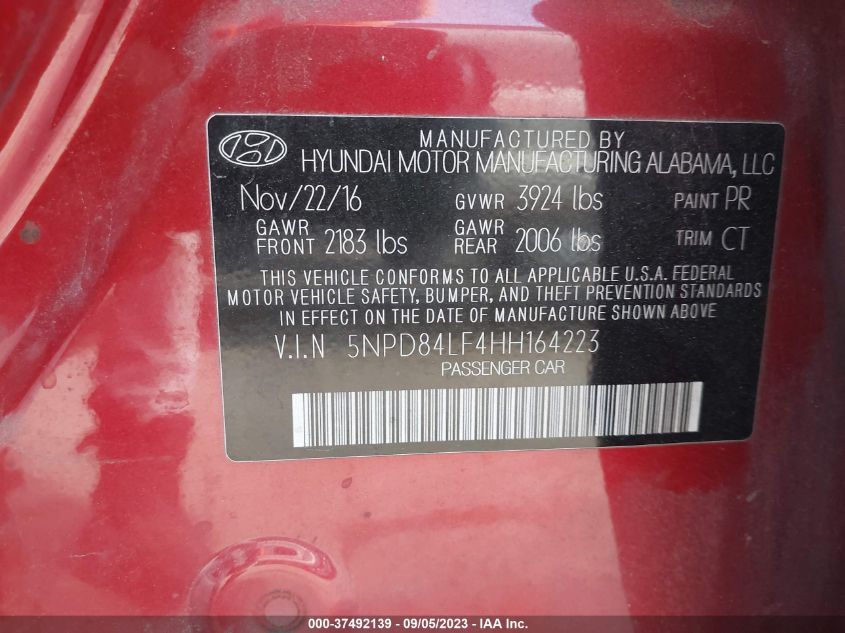 MANUFACTURED BY
HYUNDAI MOTOR MANUFACTURING ALABAMA, LLC
Nov/22/16 GVWR 3924 lbs PAINT PR
GAWR FRONT 2183 lbs GAWR REAR 2006 lbs TRIM CT
THIS VEHICLE CONFORMS TO ALL APPLICABLE U.S.A. FEDERAL
MOTOR VEHICLE SAFETY, BUMPER, AND THEFT PREVENTION STANDARDS
IN EFFECT ON THE DATE OF MANUFACTURE SHOWN ABOVE.
V.I.N 5NPD84LF4HH164223
PASSENGER CAR
000-37492139 - 09/05/2023 - 4518 - IAA Inc.